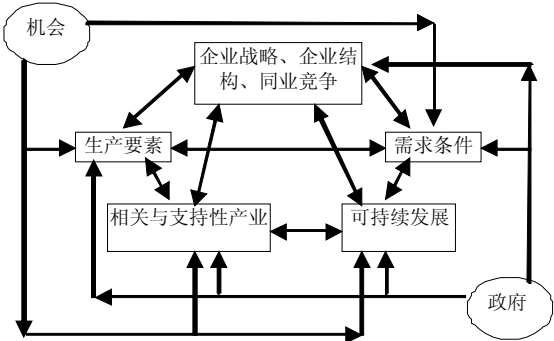 机会
企业战略、企业结
构、同业竞争
生产要素
需求条件
相关与支持性产业
可持续发展
政府